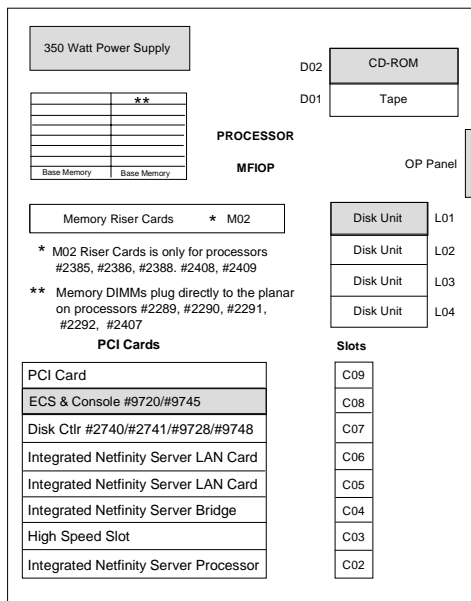 350 Watt Power Supply
D02 CD-ROM
D01 Tape
**
PROCESSOR
MFIOP
OP Panel
Base Memory Base Memory
Memory Riser Cards * M02
Disk Unit L01
Disk Unit L02
Disk Unit L03
Disk Unit L04
* M02 Riser Cards is only for processors
#2385, #2386, #2388. #2408, #2409
** Memory DIMMs plug directly to the planar
on processors #2289, #2290, #2291,
#2292, #2407
PCI Cards Slots
PCI Card C09
ECS & Console #9720/#9745 C08
Disk Ctlr #2740/#2741/#9728/#9748 C07
Integrated Netfinity Server LAN Card C06
Integrated Netfinity Server LAN Card C05
Integrated Netfinity Server Bridge C04
High Speed Slot C03
Integrated Netfinity Server Processor C02